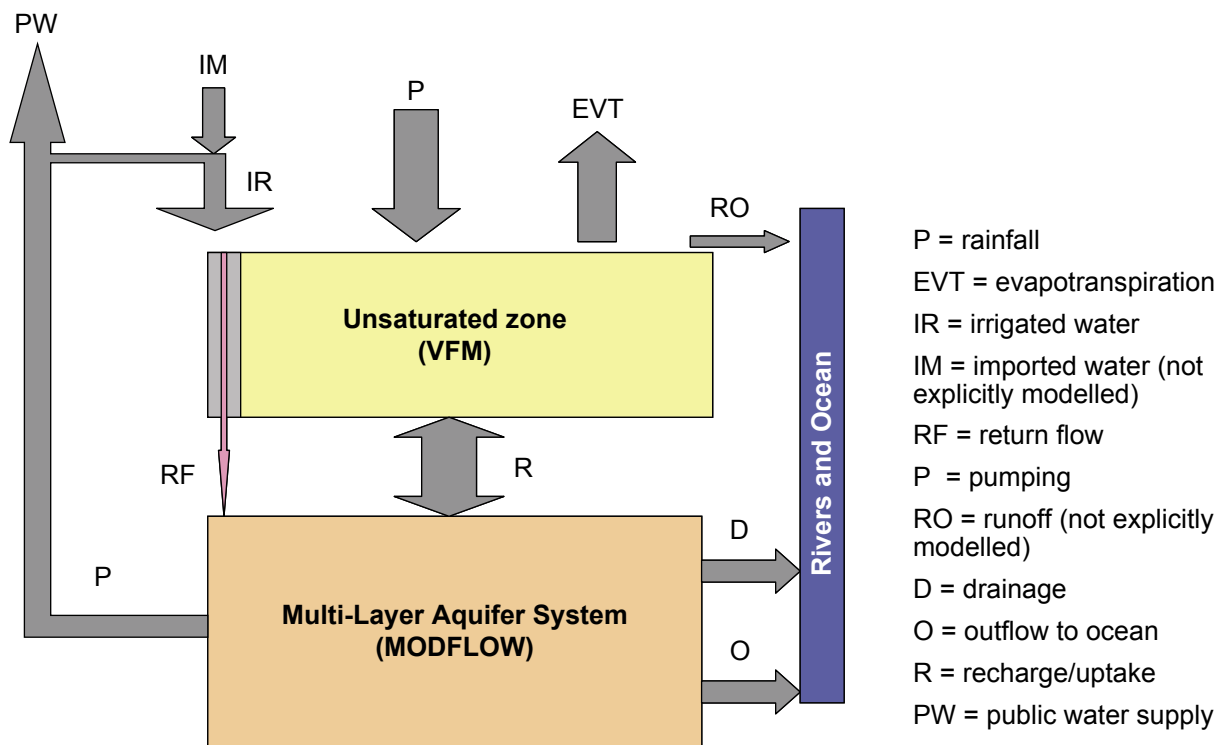 PW
IM
P
EVT
IR
RO
Unsaturated zone
(VFM)
RF
R
P
Multi-Layer Aquifer System
(MODFLOW)
D
O
Rivers and Ocean
P = rainfall
EVT = evapotranspiration
IR = irrigated water
IM = imported water (not
explicitly modelled)
RF = return flow
P = pumping
RO = runoff (not explicitly
modelled)
D = drainage
O = outflow to ocean
R = recharge/uptake
PW = public water supply